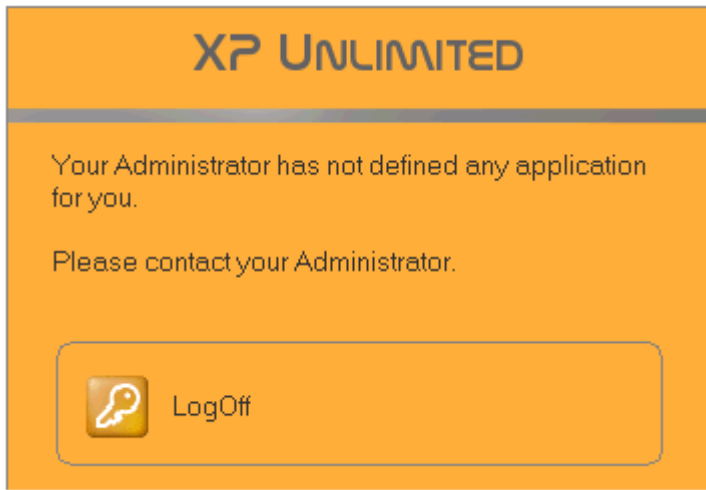 XP UNLIMITED
Your Administrator has not defined any application
for you.
Please contact your Administrator.
LogOff